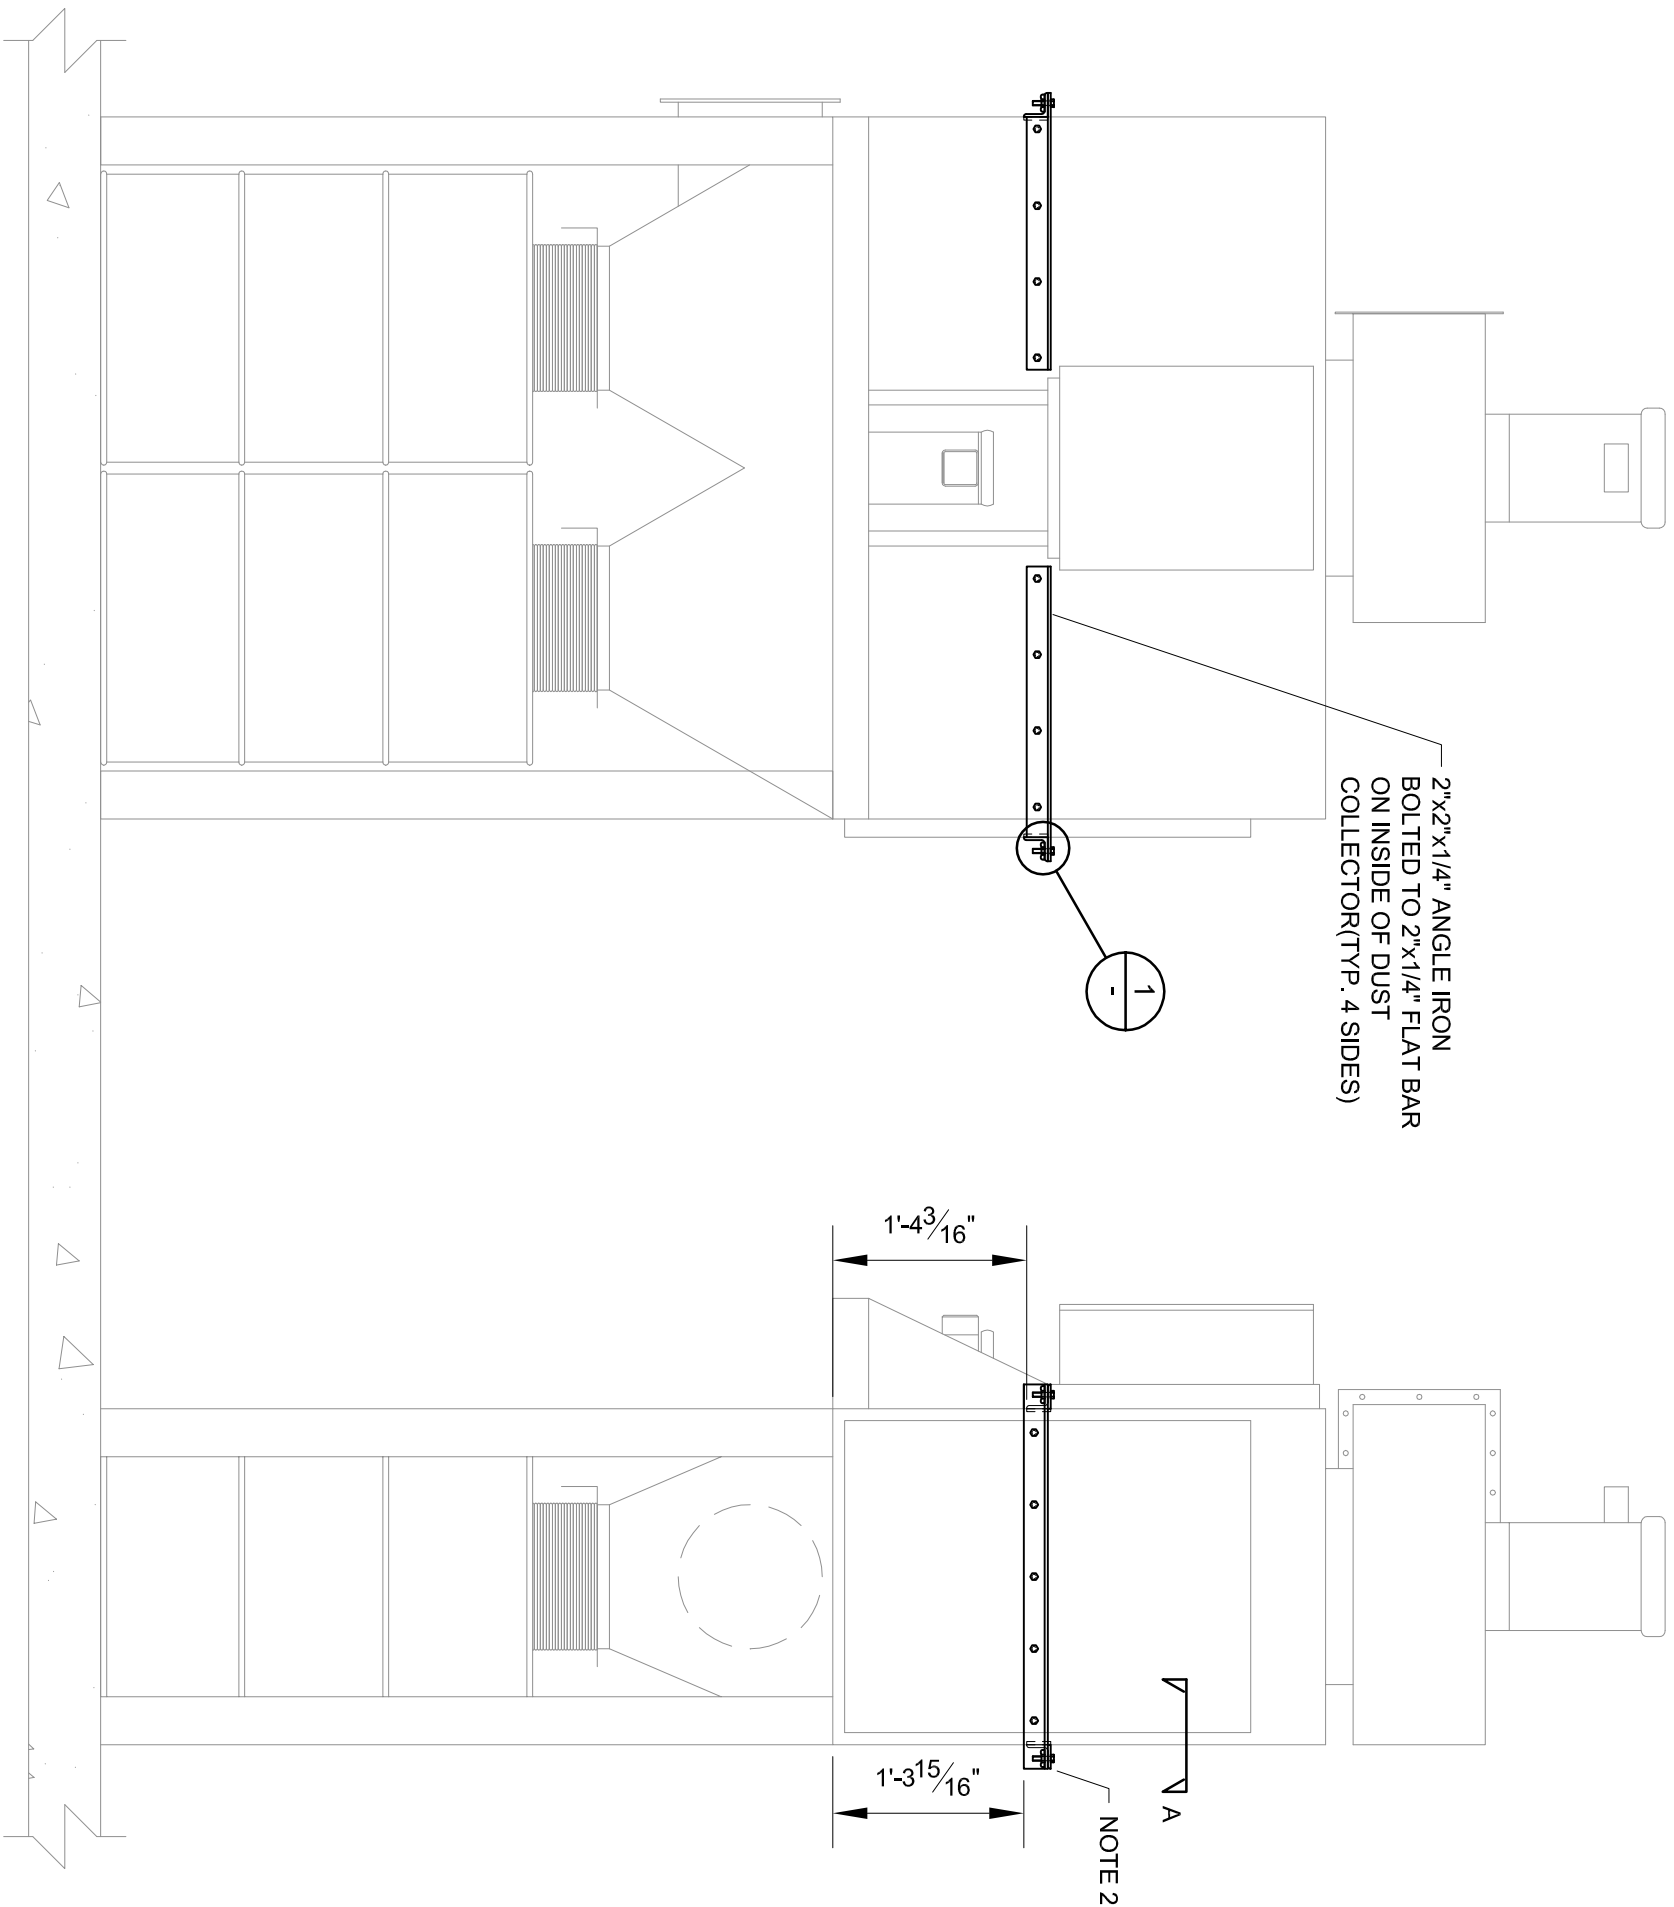 2"x2"x1/4" ANGLE IRON
BOLTED TO 2"x1/4" FLAT BAR
ON INSIDE OF DUST
COLLECTOR(TYP. 4 SIDES)
1
-
1'-4 3/16"
1'-3 15/16"
A
NOTE 2